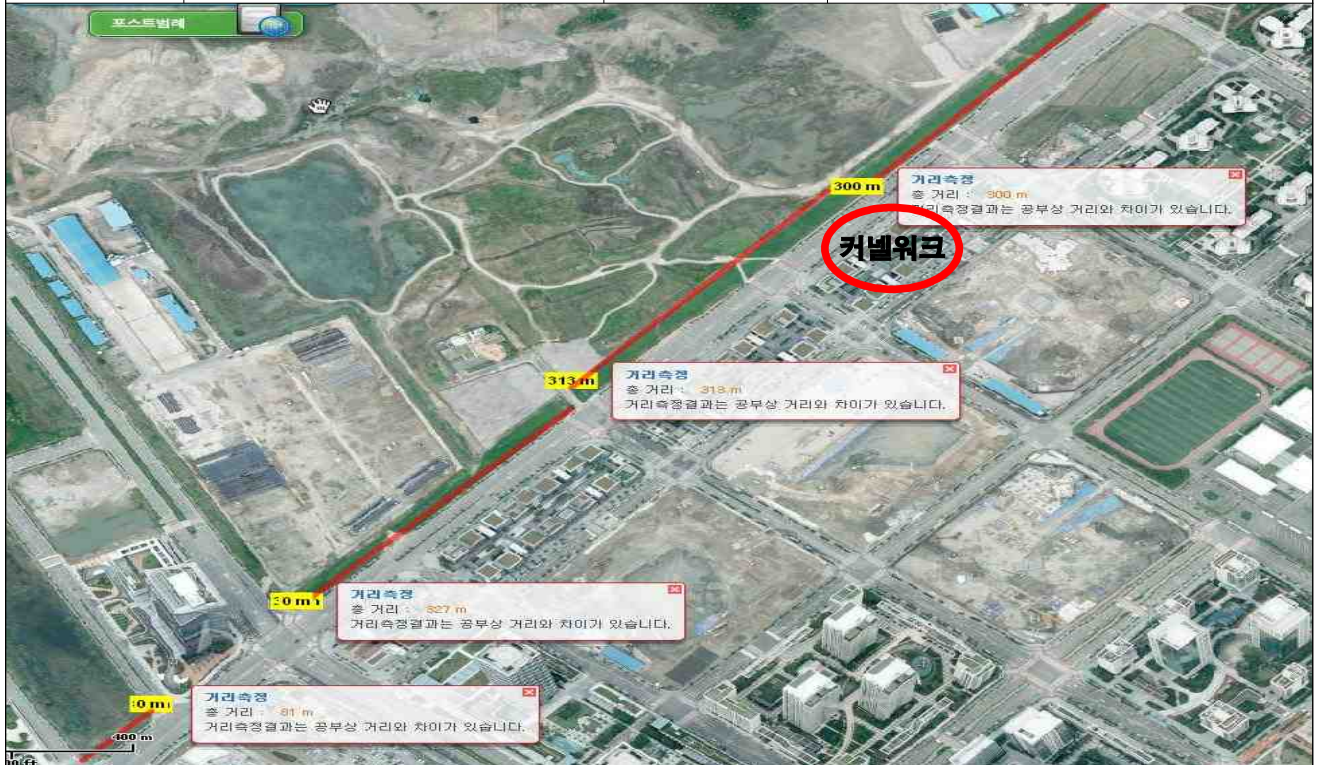 포스트범례
300 m
거리측정
총 거리 : 300 m
거리측정결과는 공부상 거리와 차이가 있습니다.
커넬워크
313 m
거리측정
총 거리 : 313 m
거리측정결과는 공부상 거리와 차이가 있습니다.
0 m
거리측정
총 거리 : 327 m
거리측정결과는 공부상 거리와 차이가 있습니다.
0 m
거리측정
총 거리 : 81 m
거리측정결과는 공부상 거리와 차이가 있습니다.
400 m